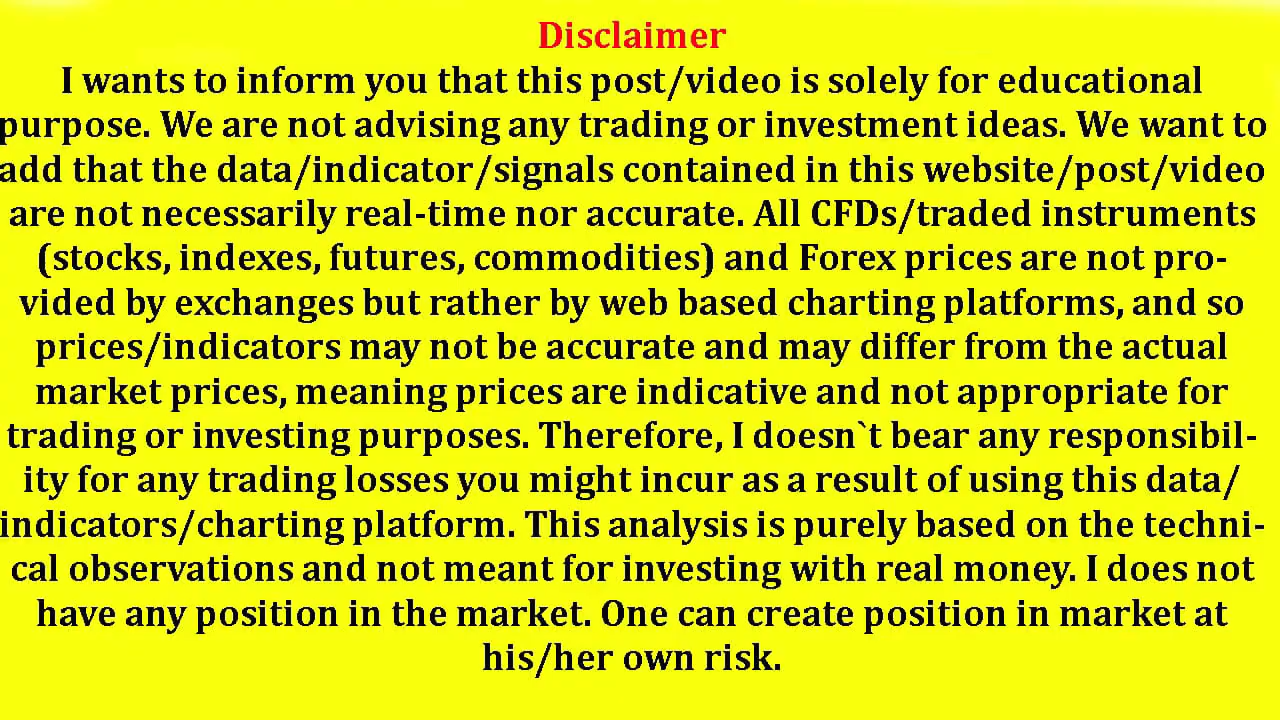 Disclaimer
I wants to inform you that this post/video is solely for educational
purpose. We are not advising any trading or investment ideas. We want to
add that the data/indicator/signals contained in this website/post/video
are not necessarily real-time nor accurate. All CFDs/traded instruments
(stocks, indexes, futures, commodities) and Forex prices are not pro-
vided by exchanges but rather by web based charting platforms, and so
prices/indicators may not be accurate and may differ from the actual
market prices, meaning prices are indicative and not appropriate for
trading or investing purposes. Therefore, I doesn`t bear any responsibil-
ity for any trading losses you might incur as a result of using this data/
indicators/charting platform. This analysis is purely based on the techni-
cal observations and not meant for investing with real money. I does not
have any position in the market. One can create position in market at
his/her own risk.